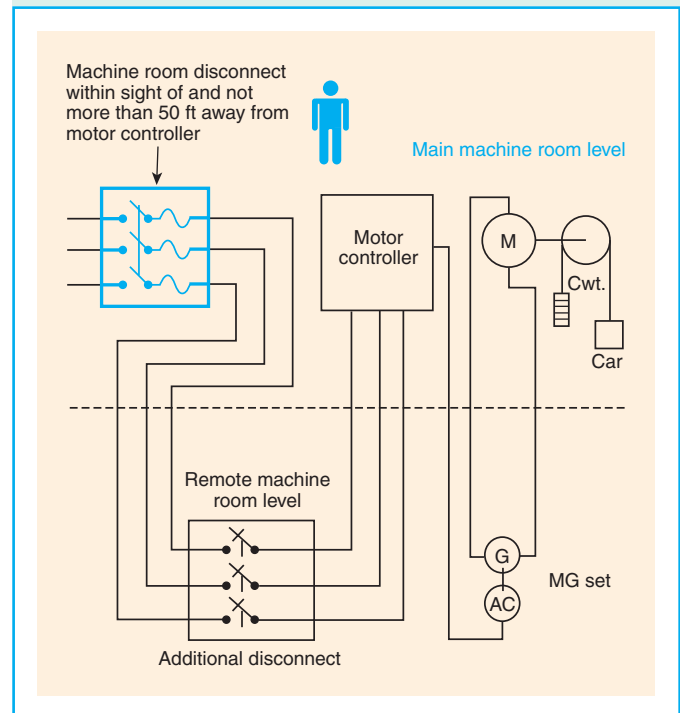 Machine room disconnect
within sight of and not
more than 50 ft away from
motor controller
Main machine room level
Motor
controller
M
Cwt.
Car
Remote machine
room level
G
MG set
AC
Additional disconnect